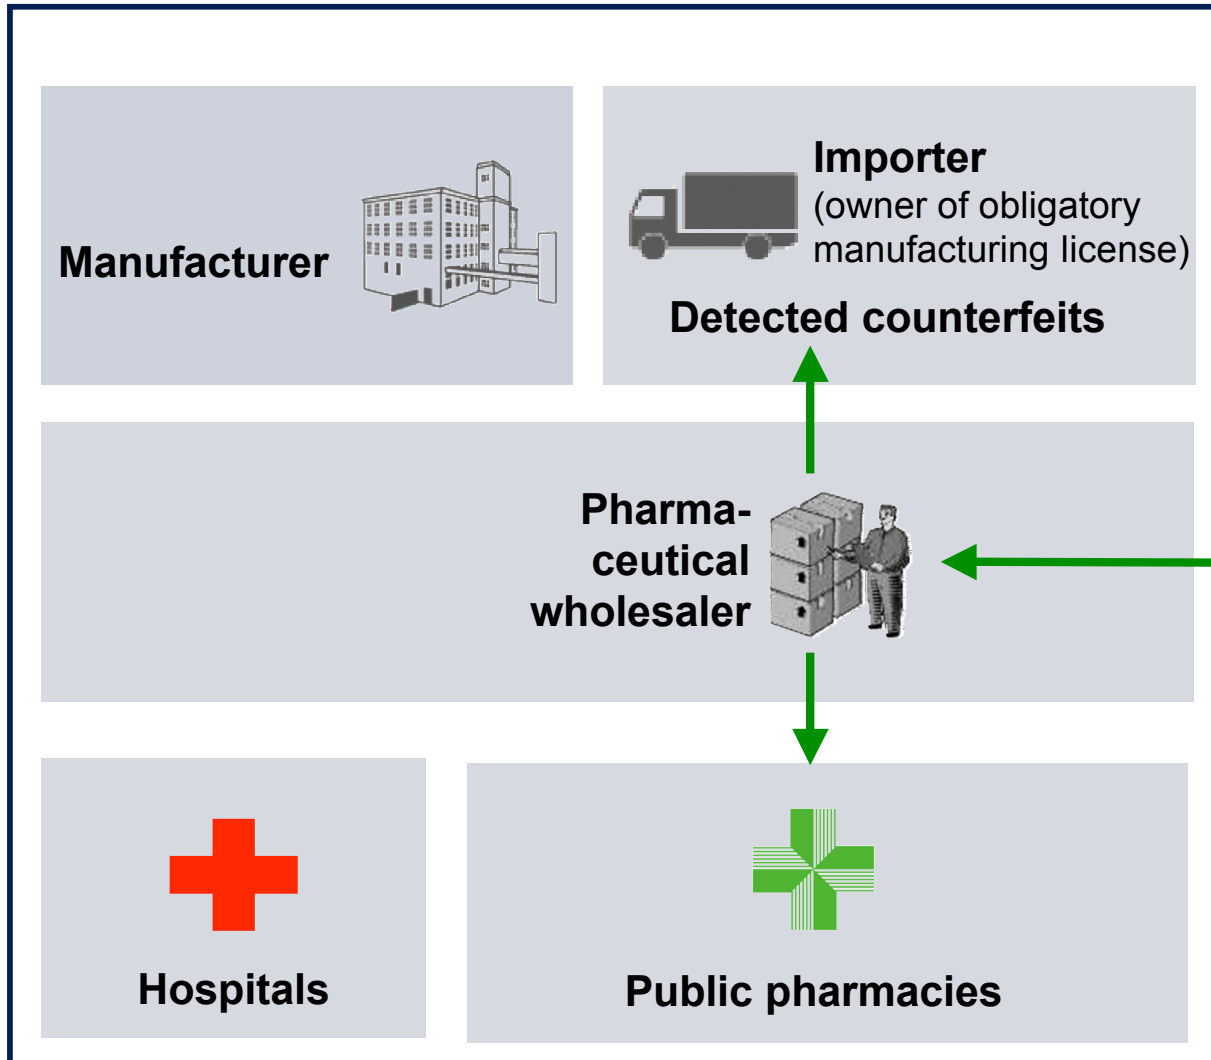 Importer
(owner of obligatory
manufacturing license)
Manufacturer
Detected counterfeits
Pharma-
ceutical
wholesaler
Hospitals
Public pharmacies